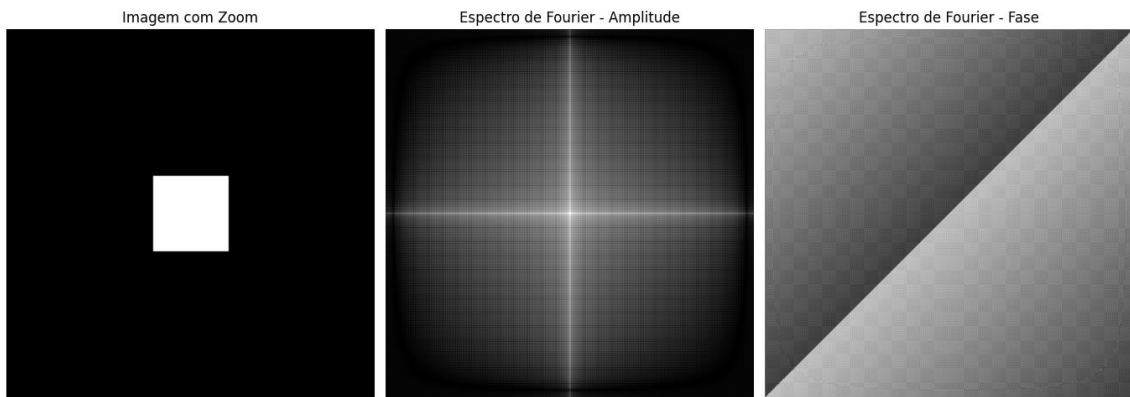 Imagem com Zoom
Espectro de Fourier - Amplitude
Espectro de Fourier - Fase